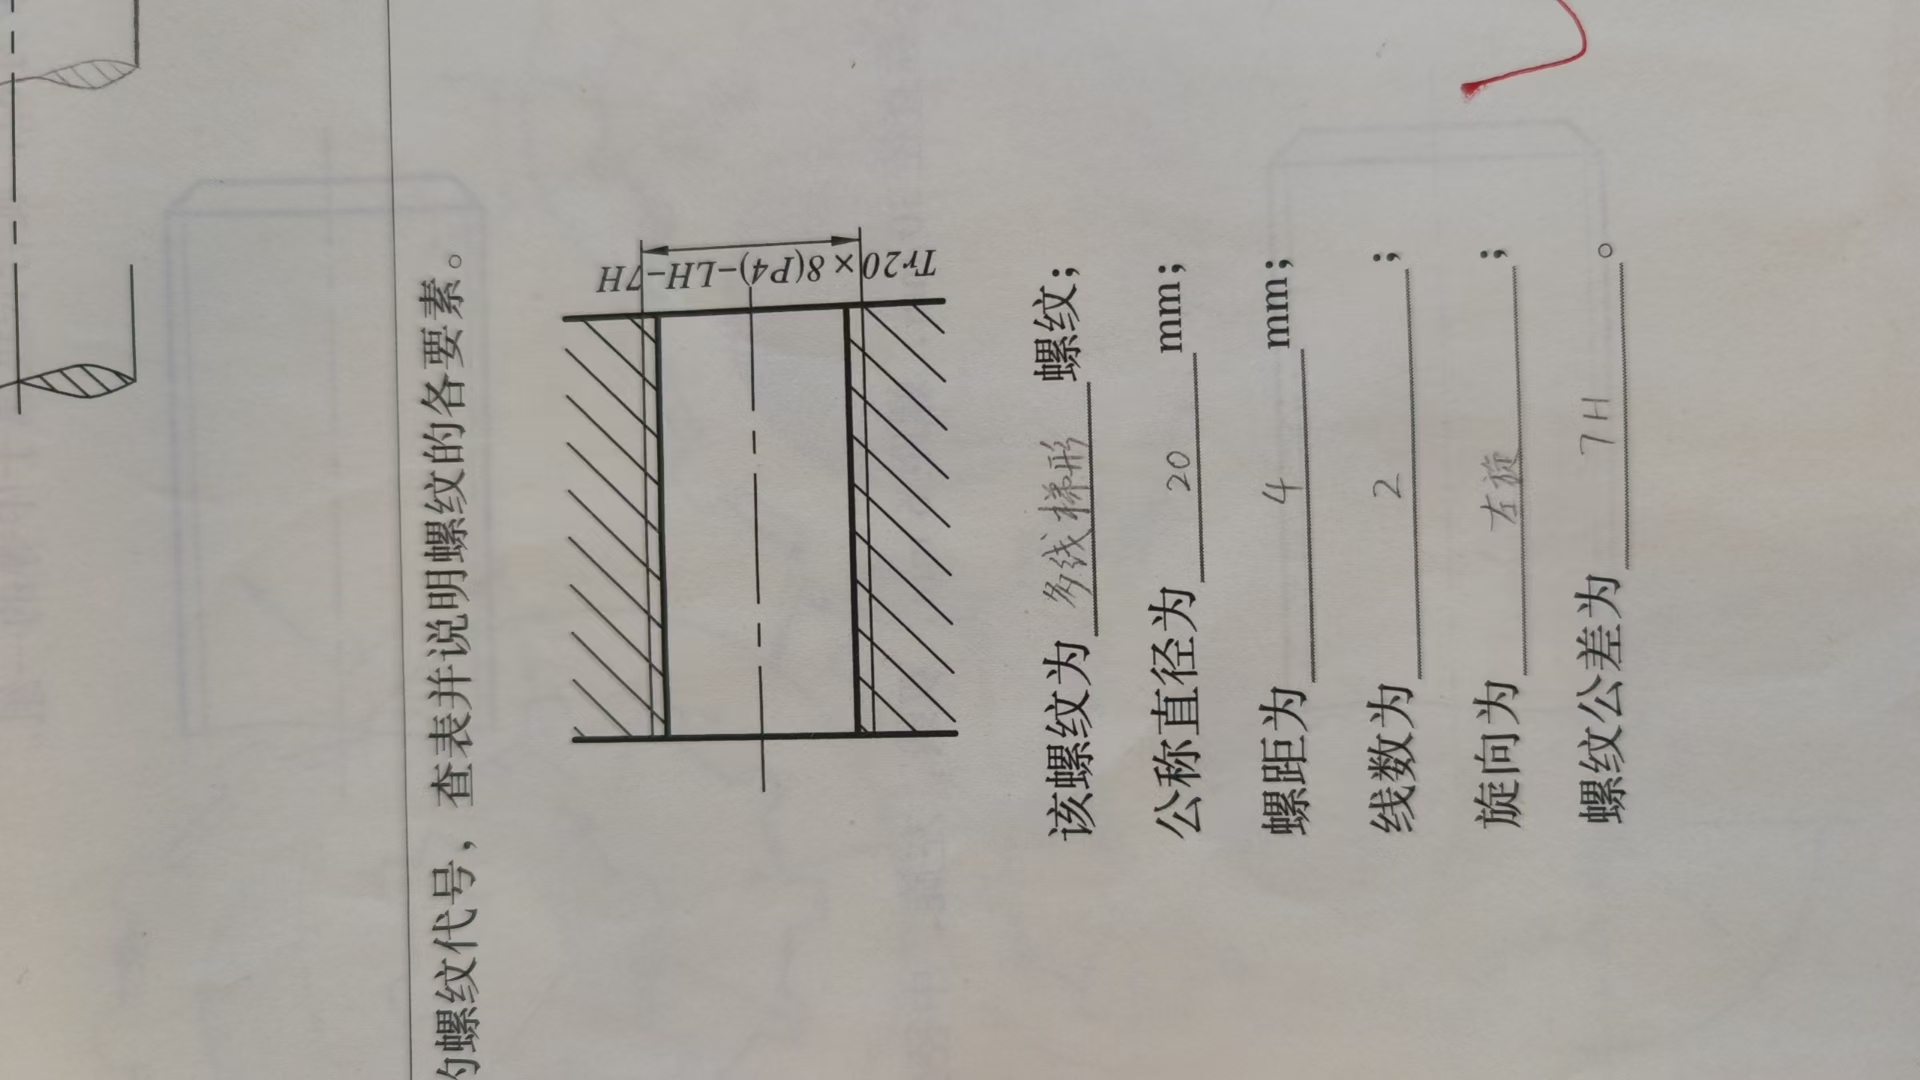 的螺纹代号，查表并说明螺纹的各要素。
Tr20×8(P4)-LH-7H
该螺纹为 多线梯形 螺纹；
公称直径为 20 mm；
螺距为 4 mm；
线数为 2 ；
旋向为 左旋 ；
螺纹公差为 7H 。